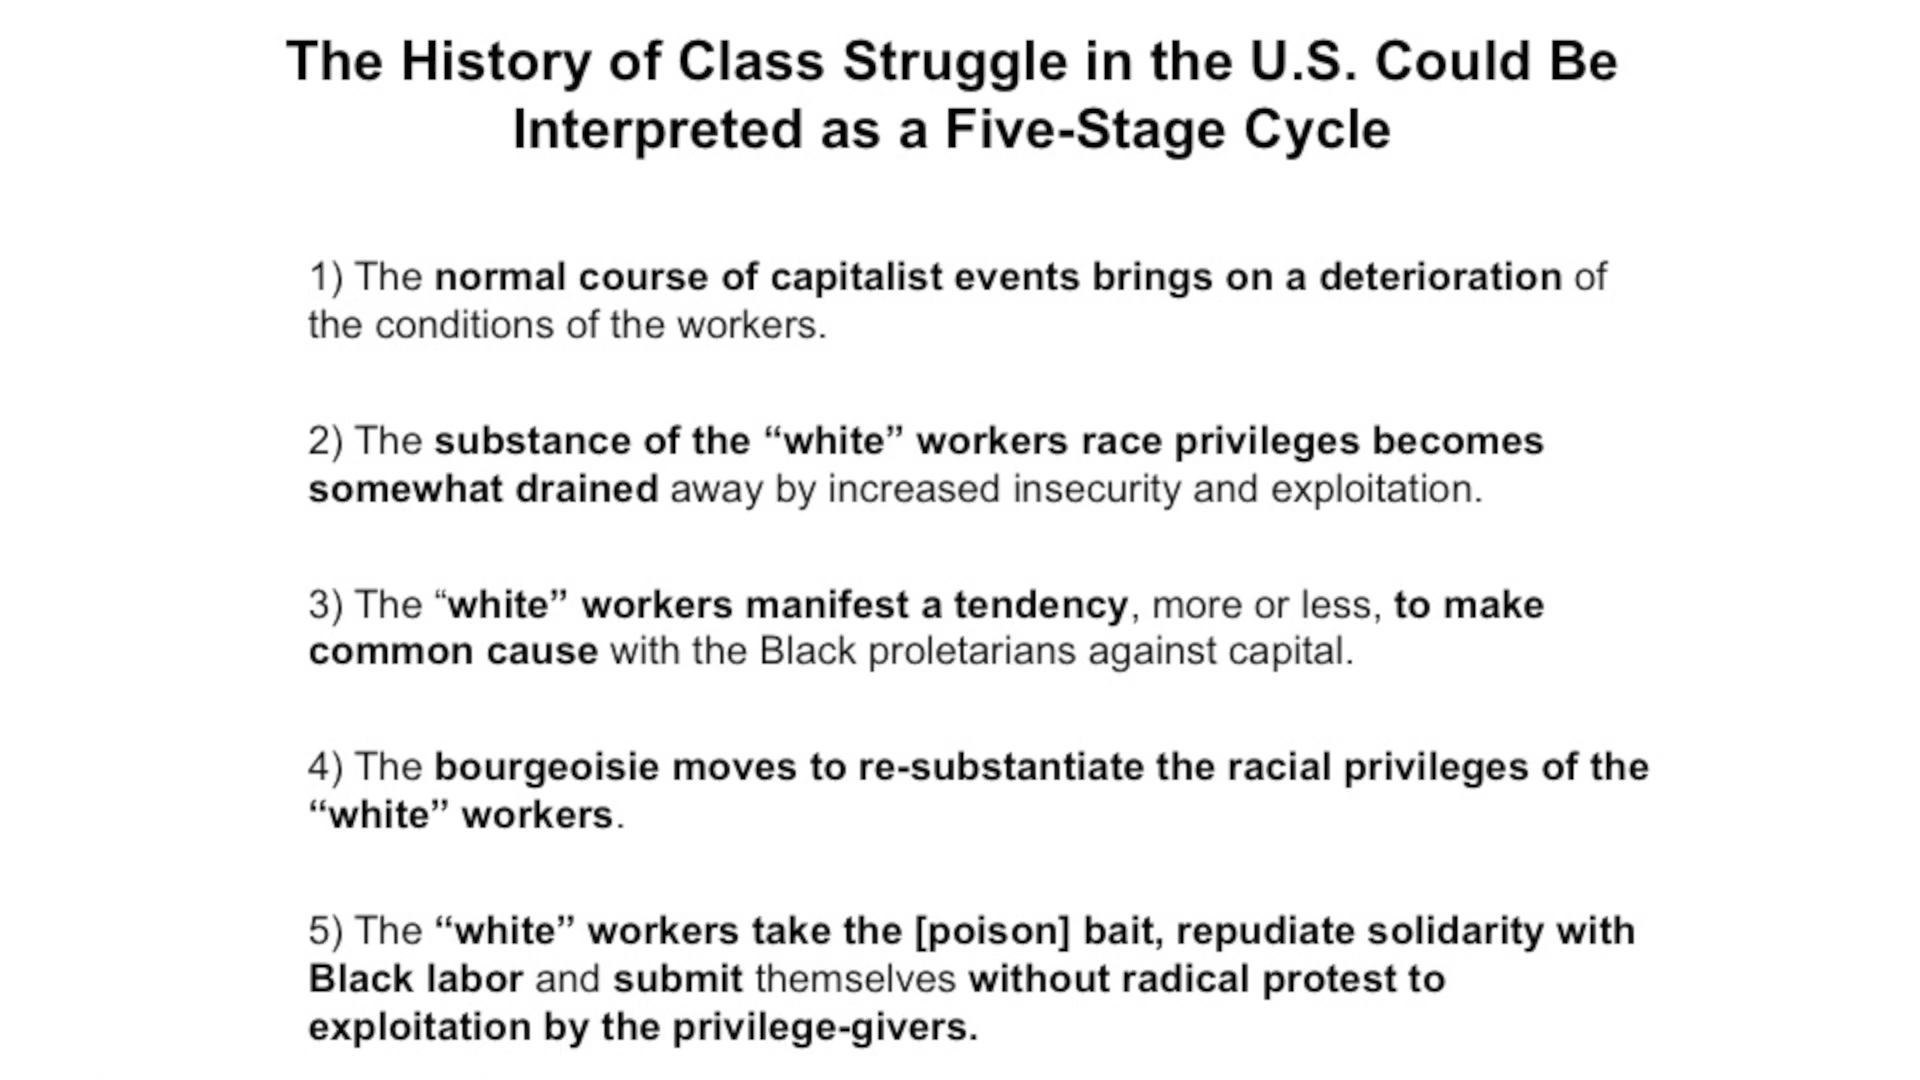 The History of Class Struggle in the U.S. Could Be
Interpreted as a Five-Stage Cycle
1) The normal course of capitalist events brings on a deterioration of
the conditions of the workers.
2) The substance of the “white” workers race privileges becomes
somewhat drained away by increased insecurity and exploitation.
3) The “white” workers manifest a tendency, more or less, to make
common cause with the Black proletarians against capital.
4) The bourgeoisie moves to re-substantiate the racial privileges of the
“white” workers.
5) The “white” workers take the [poison] bait, repudiate solidarity with
Black labor and submit themselves without radical protest to
exploitation by the privilege-givers.